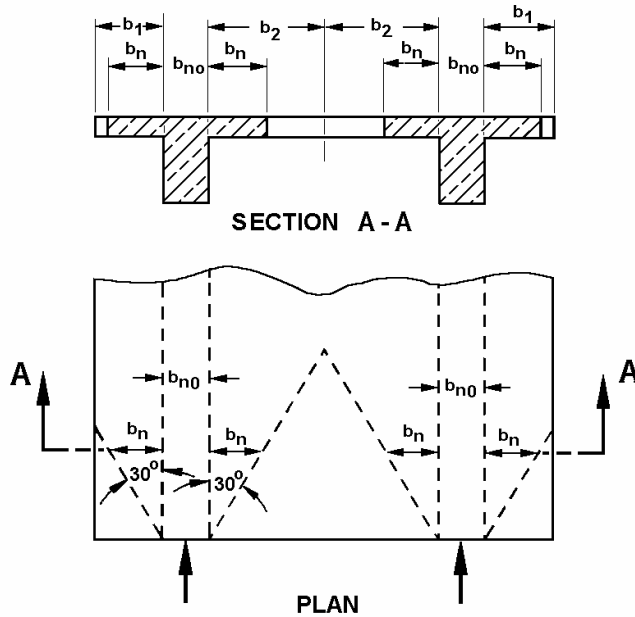 b1 b2 b2 b1
bn bno bn bn bno bn
SECTION A - A
A A
bn0 bn0
bn bn bn bn
30° 30°
PLAN